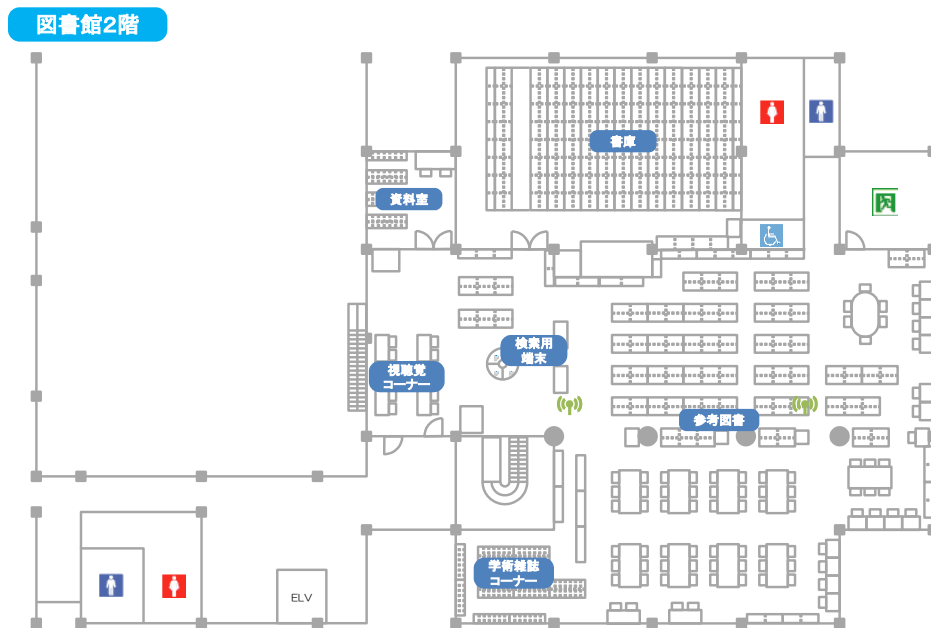 図書館2階
書庫
資料室
検索用
端末
視聴覚
コーナー
参考図書
学術雑誌
コーナー
ELV